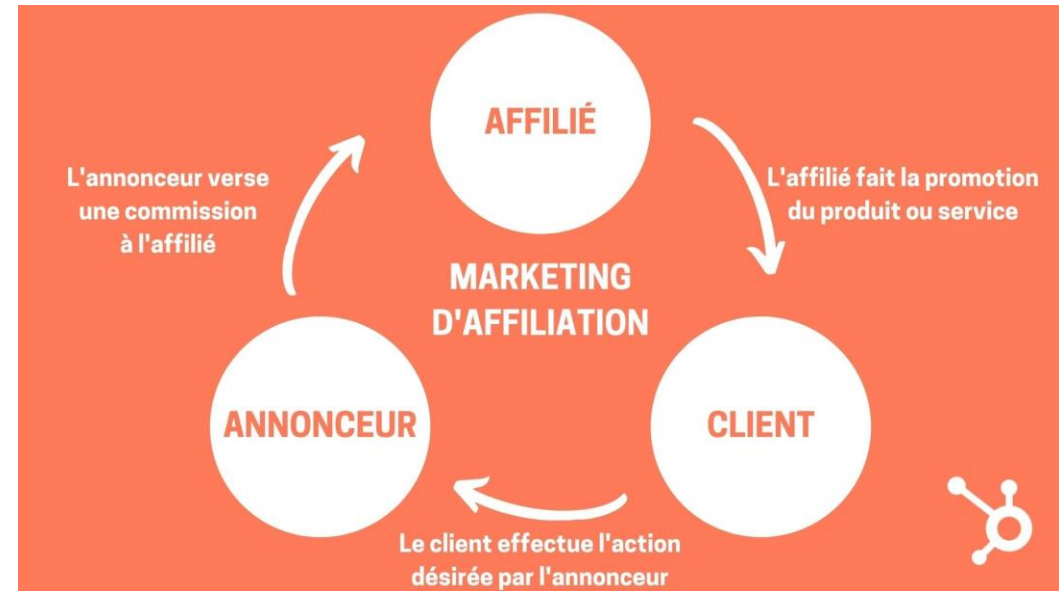 AFFILIÉ
L'annonceur verse
une commission
à l'affilié
L'affilié fait la promotion
du produit ou service
MARKETING
D'AFFILIATION
ANNONCEUR
CLIENT
Le client effectue l'action
désirée par l'annonceur